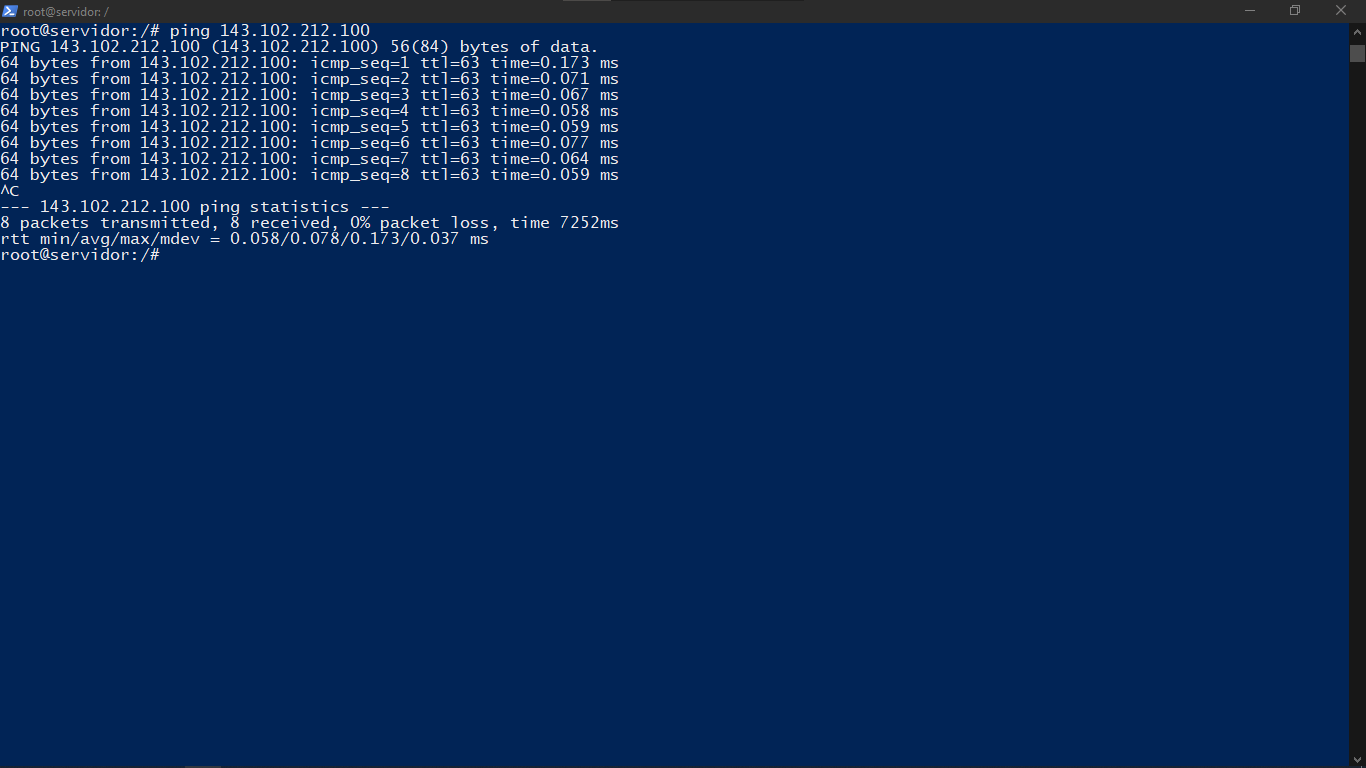 root@servidor: /
root@servidor:/# ping 143.102.212.100
PING 143.102.212.100 (143.102.212.100) 56(84) bytes of data.
64 bytes from 143.102.212.100: icmp_seq=1 ttl=63 time=0.173 ms
64 bytes from 143.102.212.100: icmp_seq=2 ttl=63 time=0.071 ms
64 bytes from 143.102.212.100: icmp_seq=3 ttl=63 time=0.067 ms
64 bytes from 143.102.212.100: icmp_seq=4 ttl=63 time=0.058 ms
64 bytes from 143.102.212.100: icmp_seq=5 ttl=63 time=0.059 ms
64 bytes from 143.102.212.100: icmp_seq=6 ttl=63 time=0.077 ms
64 bytes from 143.102.212.100: icmp_seq=7 ttl=63 time=0.064 ms
64 bytes from 143.102.212.100: icmp_seq=8 ttl=63 time=0.059 ms
^C
--- 143.102.212.100 ping statistics ---
8 packets transmitted, 8 received, 0% packet loss, time 7252ms
rtt min/avg/max/mdev = 0.058/0.078/0.173/0.037 ms
root@servidor:/#